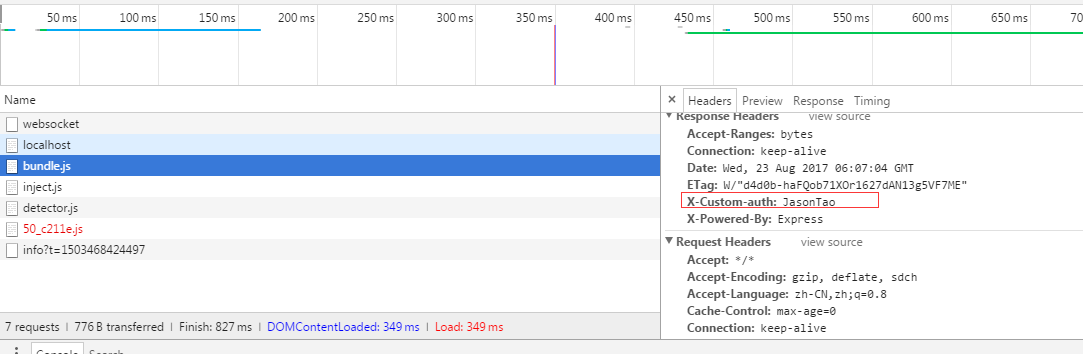 50 ms 100 ms 150 ms 200 ms 250 ms 300 ms 350 ms 400 ms 450 ms 500 ms 550 ms 600 ms 650 ms 70
Name
websocket
localhost
bundle.js
inject.js
detector.js
50_c211e.js
info?t=1503468424497
7 requests | 776 B transferred | Finish: 827 ms | DOMContentLoaded: 349 ms | Load: 349 ms
× Headers Preview Response Timing
Response Headers view source
Accept-Ranges: bytes
Connection: keep-alive
Date: Wed, 23 Aug 2017 06:07:04 GMT
ETag: W/"d4d0b-haFQob71XOr1627dAN13g5VF7ME"
X-Custom-auth: JasonTao
X-Powered-By: Express
Request Headers view source
Accept: */*
Accept-Encoding: gzip, deflate, sdch
Accept-Language: zh-CN,zh;q=0.8
Cache-Control: max-age=0
Connection: keep-alive
Console Search